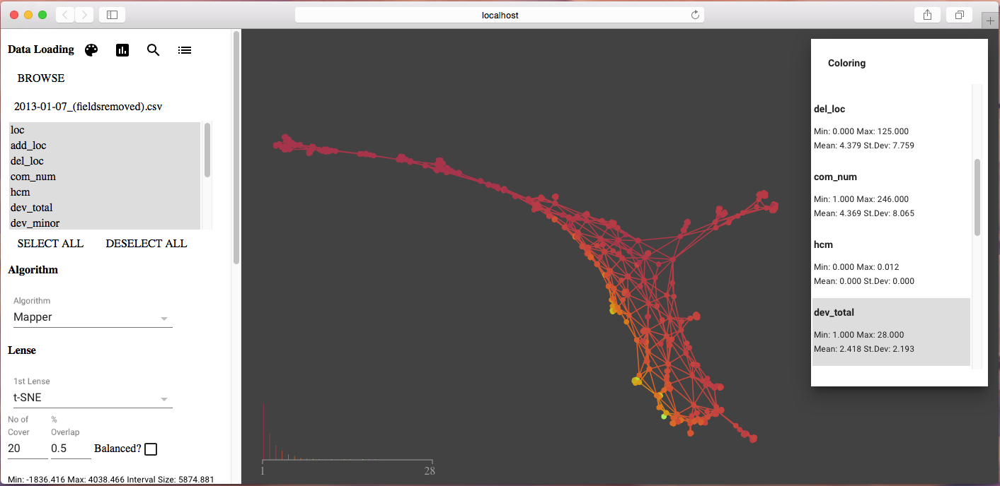 localhost
Data Loading
BROWSE
2013-01-07_(fieldsremoved).csv
loc
add_loc
del_loc
com_num
hcm
dev_total
dev_minor
SELECT ALL DESELECT ALL
Algorithm
Algorithm
Mapper
Lense
1st Lense
t-SNE
No of Cover
% Overlap
20
0.5
Balanced?
Min: -1836.416 Max: 4038.466 Interval Size: 5874.881
1
28
Coloring
del_loc
Min: 0.000 Max: 125.000
Mean: 4.379 St.Dev: 7.759
com_num
Min: 1.000 Max: 246.000
Mean: 4.369 St.Dev: 8.065
hcm
Min: 0.000 Max: 0.012
Mean: 0.000 St.Dev: 0.000
dev_total
Min: 1.000 Max: 28.000
Mean: 2.418 St.Dev: 2.193